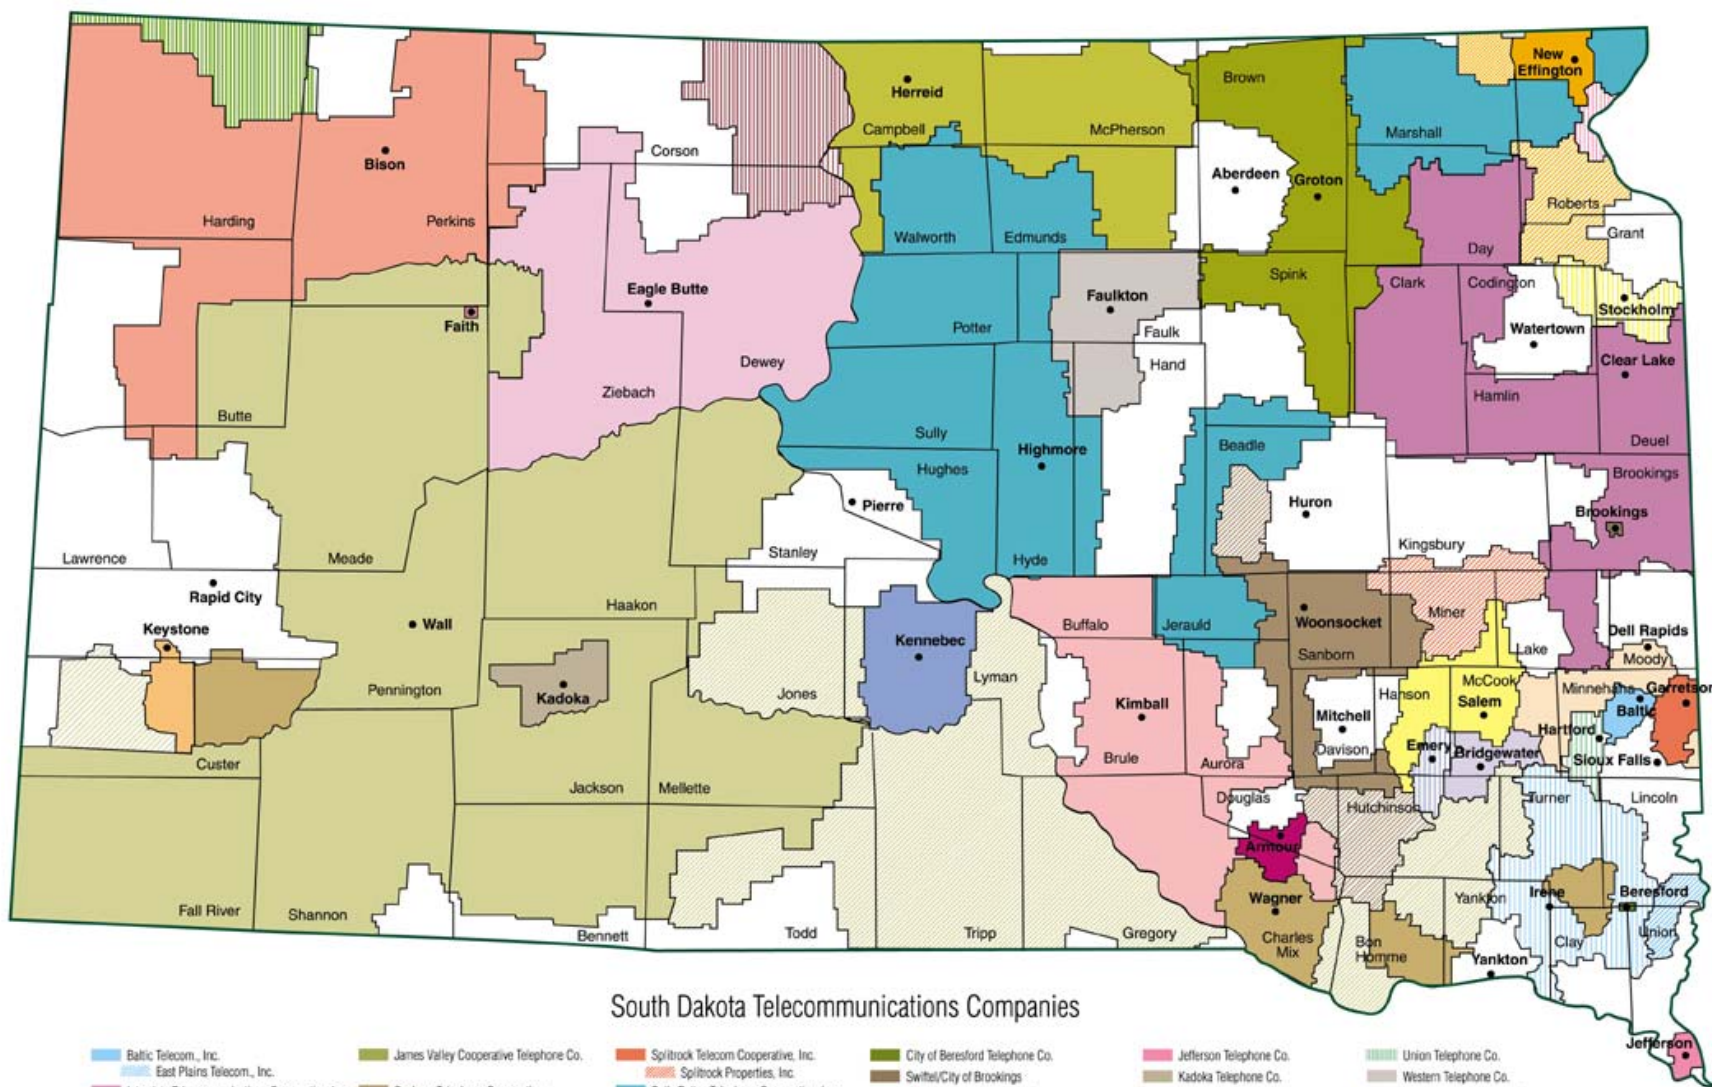 New
Effington
Brown
Herreid
Campbell
McPherson
Marshall
Corson
Bison
Aberdeen
Groton
Harding
Perkins
Roberts
Walworth
Edmunds
Grant
Day
Eagle Butte
Faulkton
Spink
Clark
Codington
Stockholm
Faith
Potter
Faulk
Watertown
Dewey
Hand
Clear Lake
Ziebach
Hamlin
Butte
Sully
Highmore
Beadle
Deuel
Hughes
Brookings
Pierre
Huron
Brookings
Lawrence
Meade
Stanley
Hyde
Kingsbury
Rapid City
Haakon
Wall
Buffalo
Jerauld
Woonsocket
Miner
Keystone
Kennebec
Dell Rapids
Sanborn
Lake
Moody
Pennington
Kadoka
Jones
Lyman
Kimball
Hanson
McCook
Minnehaha
Garretson
Salem
Mitchell
Baltic
Hartford
Davison
Emery
Bridgewater
Custer
Brule
Aurora
Sioux Falls
Jackson
Mellette
Douglas
Hutchinson
Turner
Lincoln
Armour
Fall River
Shannon
Wagner
Yankton
Irene
Beresford
Bennett
Todd
Tripp
Gregory
Charles
Mix
Bon
Homme
Clay
Union
Yankton
South Dakota Telecommunications Companies
Jefferson
Baltic Telecom., Inc.
James Valley Cooperative Telephone Co.
Splitrock Telecom Cooperative, Inc.
City of Beresford Telephone Co.
Jefferson Telephone Co.
Union Telephone Co.
East Plains Telecom., Inc.
Splitrock Properties, Inc.
Swiftel/City of Brookings
Kadoka Telephone Co.
Western Telephone Co.